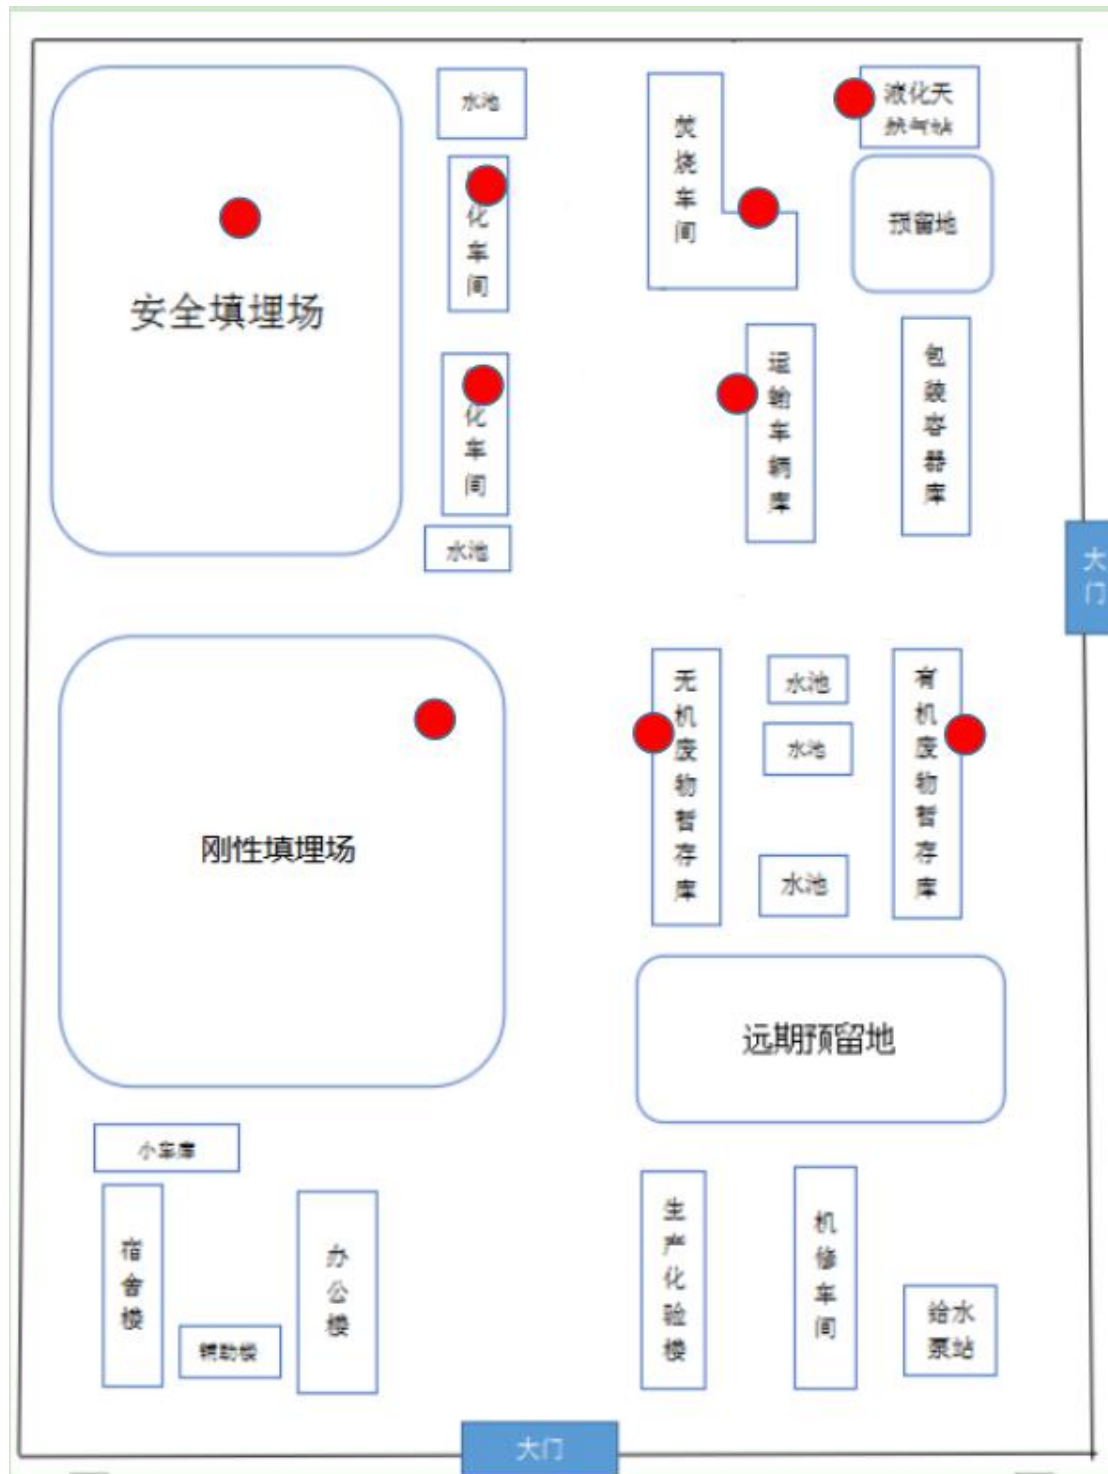 水池
液化天
然气站
焚烧车间
化车间
预留地
安全填埋场
运输车辆库
包装容器库
化车间
水池
大门
无机废物暂存库
水池
有机废物暂存库
水池
刚性填埋场
水池
远期预留地
小车库
宿舍楼
办公楼
辅助楼
生产化验楼
机修车间
给水
泵站
大门